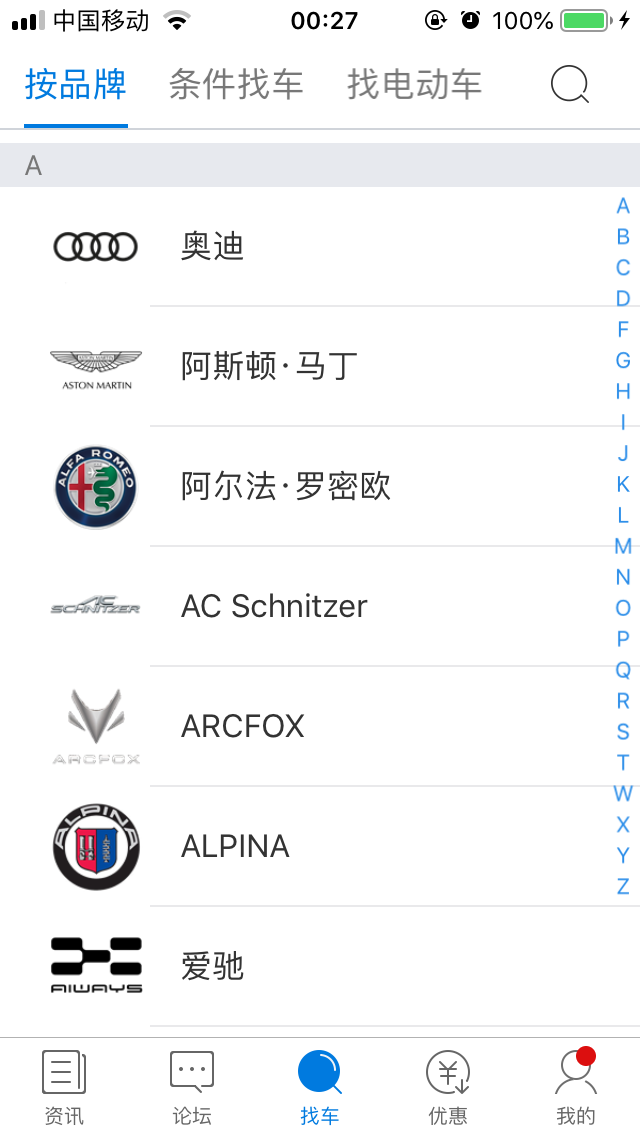 中国移动 00:27 100%
按品牌 条件找车 找电动车
A
奥迪
ASTON MARTIN
阿斯顿·马丁
ALFA ROMEO
阿尔法·罗密欧
AC SCHNITZER
AC Schnitzer
ARCFOX
ARCFOX
ALPINA
ALPINA
AIWAYS
爱驰
A
B
C
D
F
G
H
I
J
K
L
M
N
O
P
Q
R
S
T
W
X
Y
Z
资讯 论坛 找车 优惠 我的